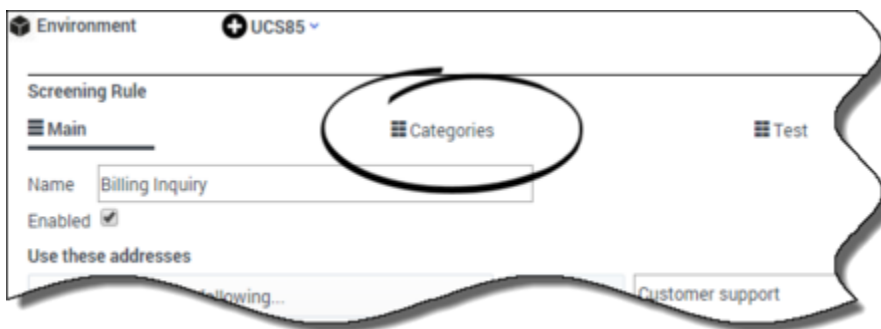 Environment UCS85
Screening Rule
Main Categories Test
Name Billing Inquiry
Enabled
Use these addresses
Customer support